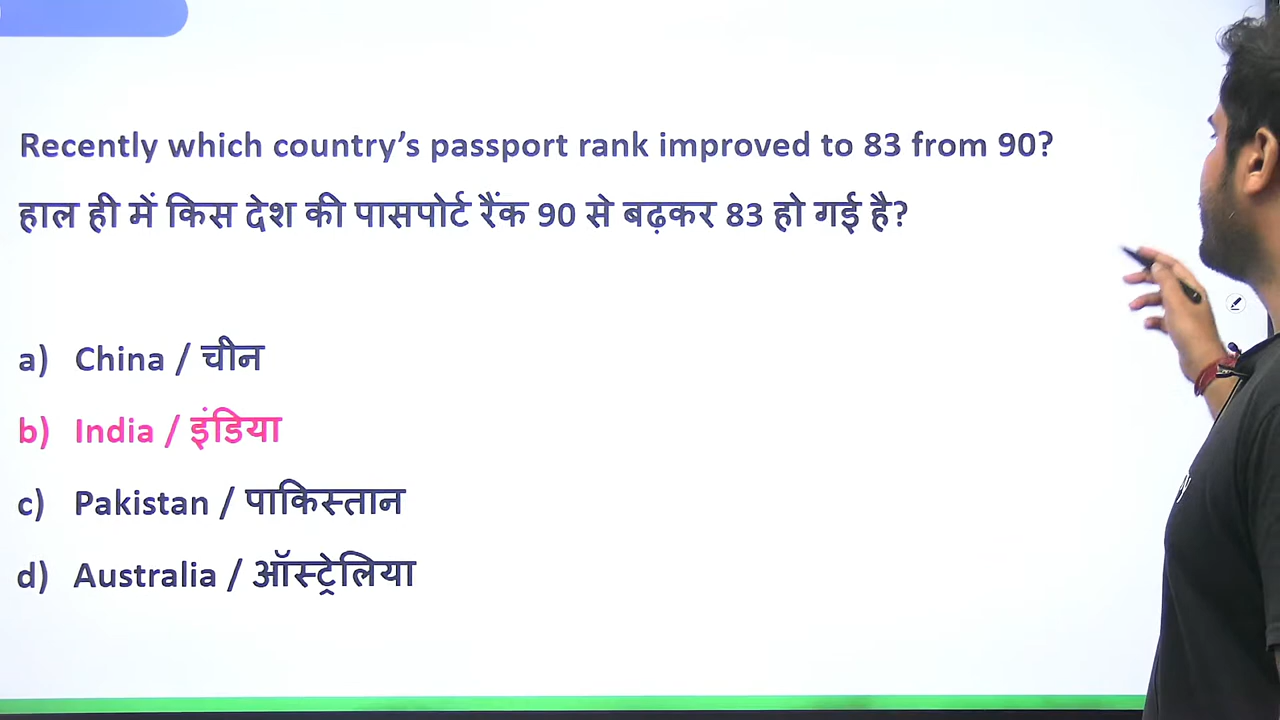 Recently which country’s passport rank improved to 83 from 90?
हाल ही में किस देश की पासपोर्ट रैंक 90 से बढ़कर 83 हो गई है?
a) China / चीन
b) India / इंडिया
c) Pakistan / पाकिस्तान
d) Australia / ऑस्ट्रेलिया